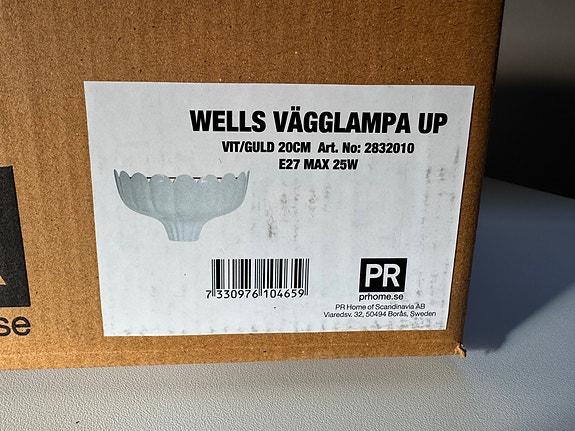 WELLS VÄGGLAMPA UP
VIT/GULD 20CM Art. No: 2832010
E27 MAX 25W
7 330976 104659
PR
prhome.se
PR Home of Scandinavia AB
Viaredsv. 32, 50494 Borås, Sweden
se